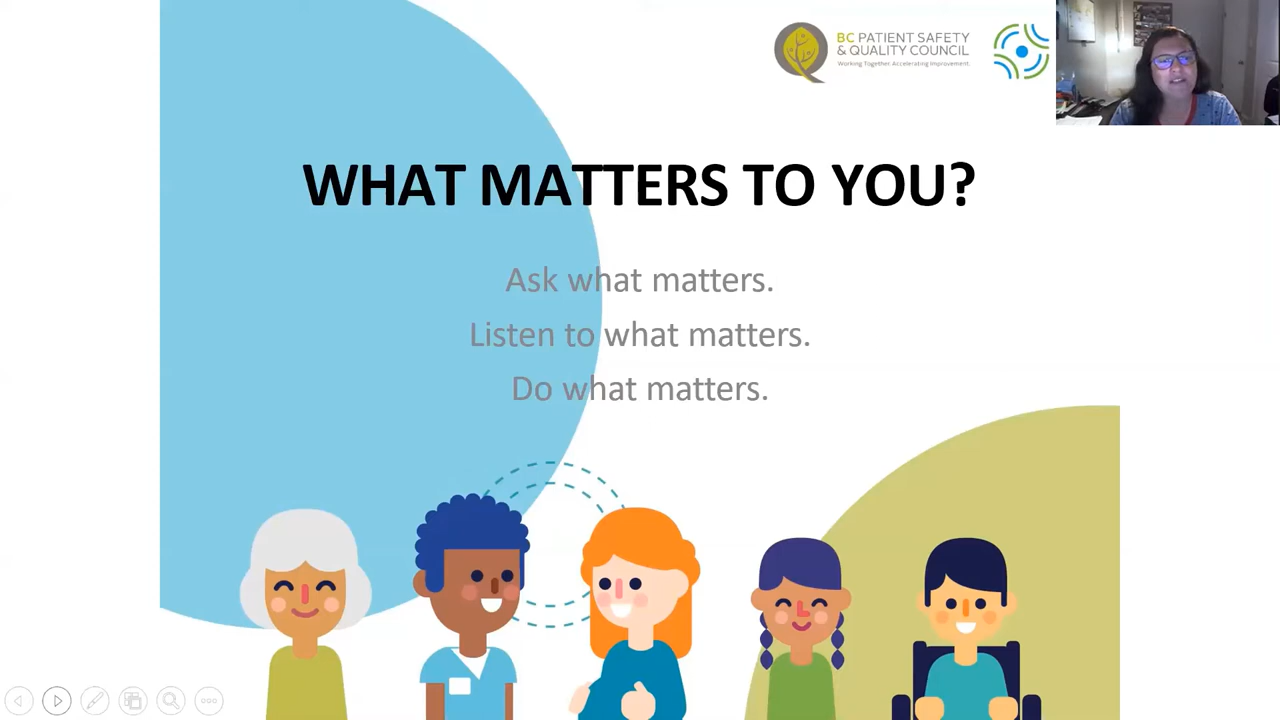 BC PATIENT SAFETY
& QUALITY COUNCIL
Working Together. Accelerating Improvement.
WHAT MATTERS TO YOU?
Ask what matters.
Listen to what matters.
Do what matters.